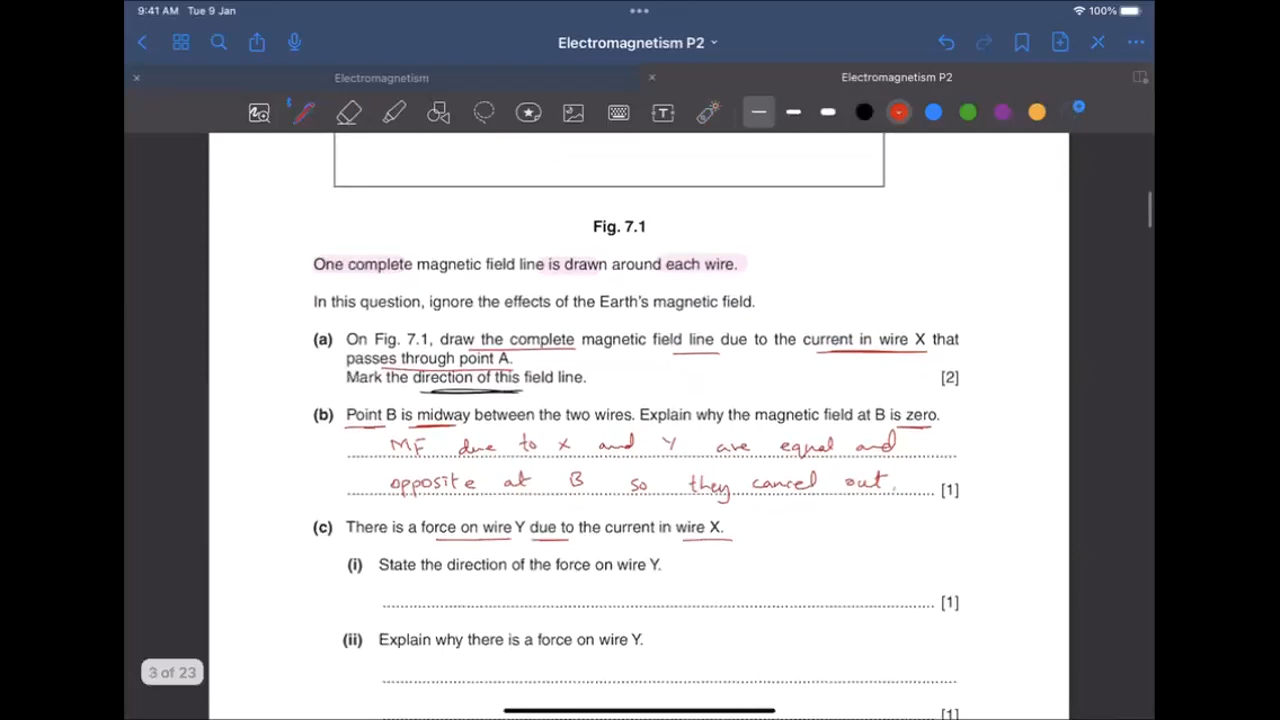 9:41 AM Tue 9 Jan
100%
Electromagnetism P2
Electromagnetism
Electromagnetism P2
T
Fig. 7.1
One complete magnetic field line is drawn around each wire.
In this question, ignore the effects of the Earth's magnetic field.
(a) On Fig. 7.1, draw the complete magnetic field line due to the current in wire X that
passes through point A.
Mark the direction of this field line. [2]
(b) Point B is midway between the two wires. Explain why the magnetic field at B is zero.
MF due to X and Y are equal and
opposite at B so they cancel out. [1]
(c) There is a force on wire Y due to the current in wire X.
(i) State the direction of the force on wire Y.
[1]
(ii) Explain why there is a force on wire Y.
3 of 23
[1]